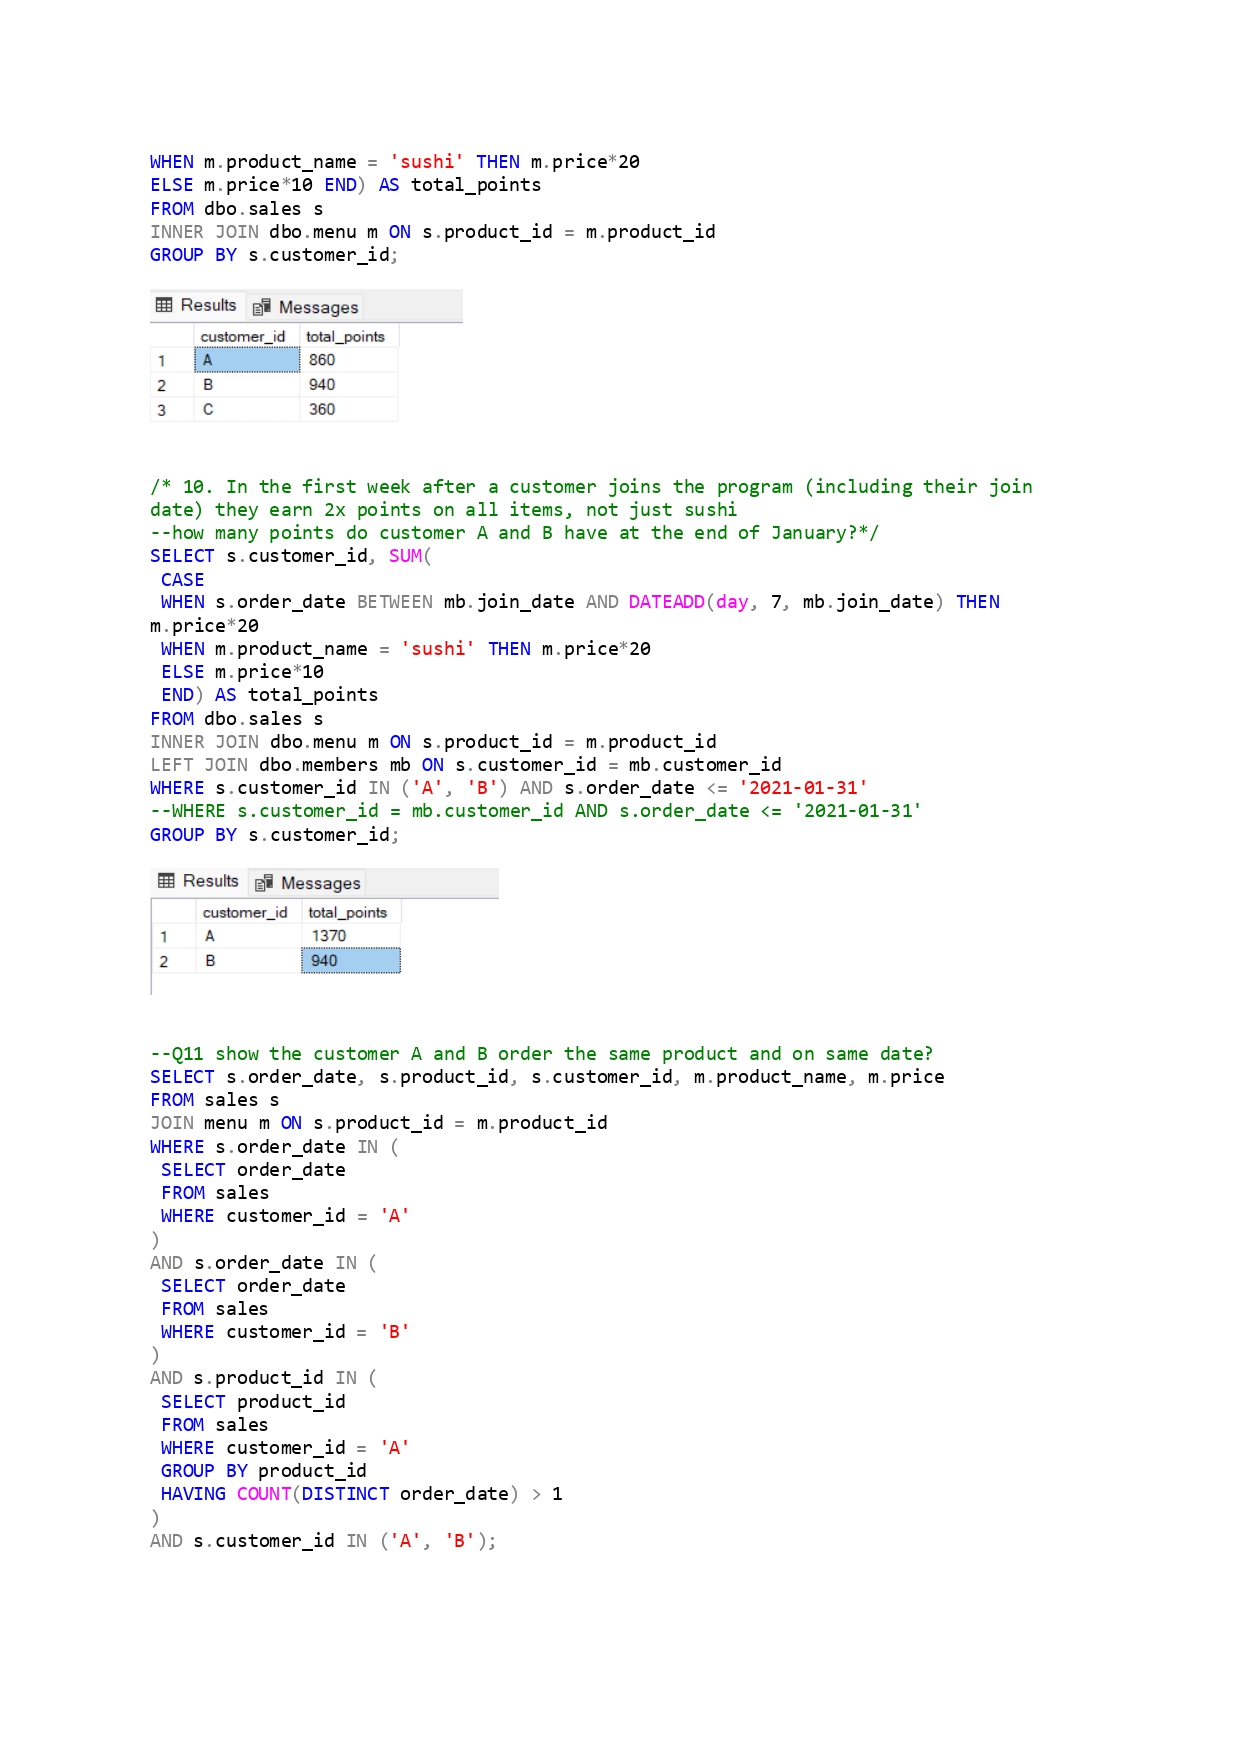 WHEN m.product_name = 'sushi' THEN m.price*20
ELSE m.price*10 END) AS total_points
FROM dbo.sales s
INNER JOIN dbo.menu m ON s.product_id = m.product_id
GROUP BY s.customer_id;
Results Messages
customer_id total_points
1 A 860
2 B 940
3 C 360
/* 10. In the first week after a customer joins the program (including their join
date) they earn 2x points on all items, not just sushi
--how many points do customer A and B have at the end of January?*/
SELECT s.customer_id, SUM(
CASE
WHEN s.order_date BETWEEN mb.join_date AND DATEADD(day, 7, mb.join_date) THEN
m.price*20
WHEN m.product_name = 'sushi' THEN m.price*20
ELSE m.price*10
END) AS total_points
FROM dbo.sales s
INNER JOIN dbo.menu m ON s.product_id = m.product_id
LEFT JOIN dbo.members mb ON s.customer_id = mb.customer_id
WHERE s.customer_id IN ('A', 'B') AND s.order_date <= '2021-01-31'
--WHERE s.customer_id = mb.customer_id AND s.order_date <= '2021-01-31'
GROUP BY s.customer_id;
Results Messages
customer_id total_points
1 A 1370
2 B 940
--Q11 show the customer A and B order the same product and on same date?
SELECT s.order_date, s.product_id, s.customer_id, m.product_name, m.price
FROM sales s
JOIN menu m ON s.product_id = m.product_id
WHERE s.order_date IN (
SELECT order_date
FROM sales
WHERE customer_id = 'A'
)
AND s.order_date IN (
SELECT order_date
FROM sales
WHERE customer_id = 'B'
)
AND s.product_id IN (
SELECT product_id
FROM sales
WHERE customer_id = 'A'
GROUP BY product_id
HAVING COUNT(DISTINCT order_date) > 1
)
AND s.customer_id IN ('A', 'B');